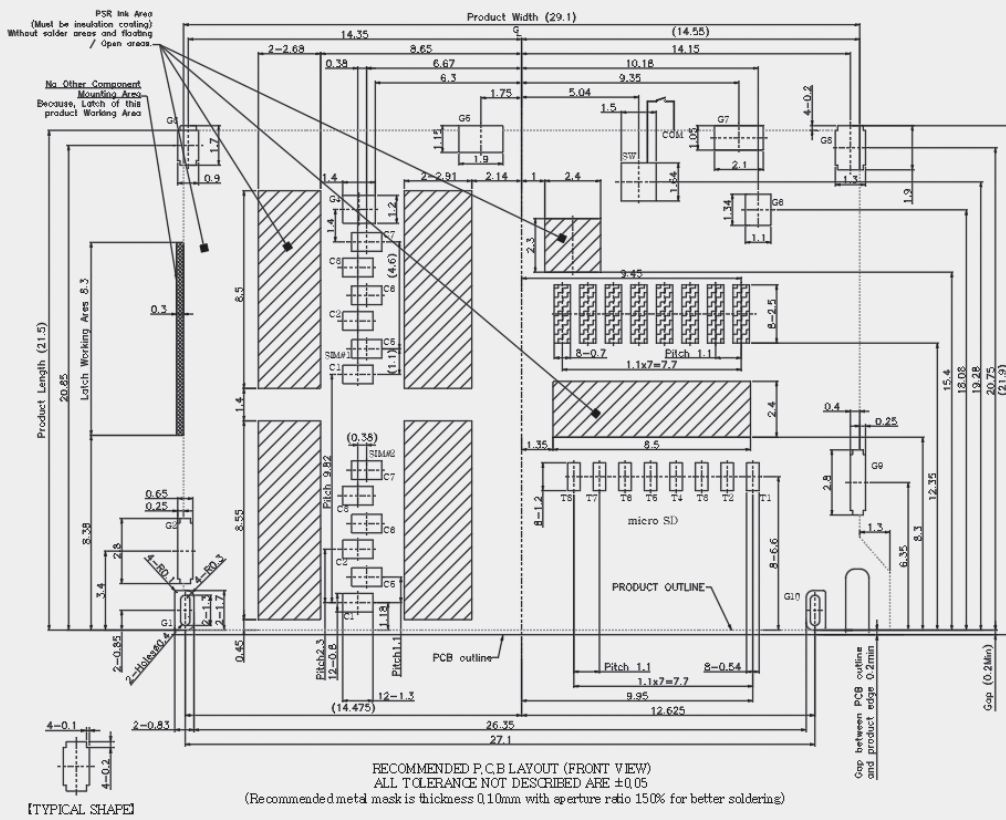 PSR Ink Area
(Must be insulation coating)
Without solder areas and floating
/ Open areas.
No Other Component
Mounting Area
Because, Latch of this
product Working Area
Product Width (29.1)
C
L
14.35
(14.55)
2-2.68
8.65
14.15
0.38
6.67
10.18
6.3
9.35
1.75
5.04
1.5
4-0.2
COM
G5
G7
G8
1.15
1.9
1.05
2.1
1.7
0.9
1.3
1.9
SW
1.64
1.4
2-2.91
2.14
1
2.4
G4
1.2
1.4
1.34
G6
1.1
C7
C8
C6
C2
C5
C1
SIM#1
(4.6)
(1.1)
2.3
9.45
8-2.5
8-0.7
Pitch 1.1
1.1x7=7.7
0.3
Latch Working Area 8.3
Product Length (21.5)
20.85
8.5
1.4
2.4
1.35
8.5
0.4
0.25
15.4
18.08
19.28
20.75
(21.9)
(0.38)
SIM#2
C7
C8
C6
C2
C5
C1
Pitch 9.82
8-1.2
T8
T7
T6
T5
T4
T2
T1
micro SD
8-6.6
G9
2.8
1.3
12.35
8.3
6.35
0.65
0.25
G2
2.8
8.38
3.4
8.55
4-R0.3
G1
2-1.3
2-1.7
2-0.85
2-Holesø0.4
0.45
1.18
Pitch2.3
12-0.8
Pitch1.1
12-1.3
PRODUCT OUTLINE
PCB outline
G10
Pitch 1.1
8-0.54
1.1x7=7.7
9.95
(14.475)
12.625
2-0.83
26.35
27.1
Gap between PCB outline
and product edge 0.2min
Gap (0.2Min)
4-0.1
4-0.2
[TYPICAL SHAPE]
RECOMMENDED P,C,B LAYOUT (FRONT VIEW)
ALL TOLERANCE NOT DESCRIBED ARE ±0,05
(Recommended metal mask is thickness 0,10mm with aperture ratio 150% for better soldering)